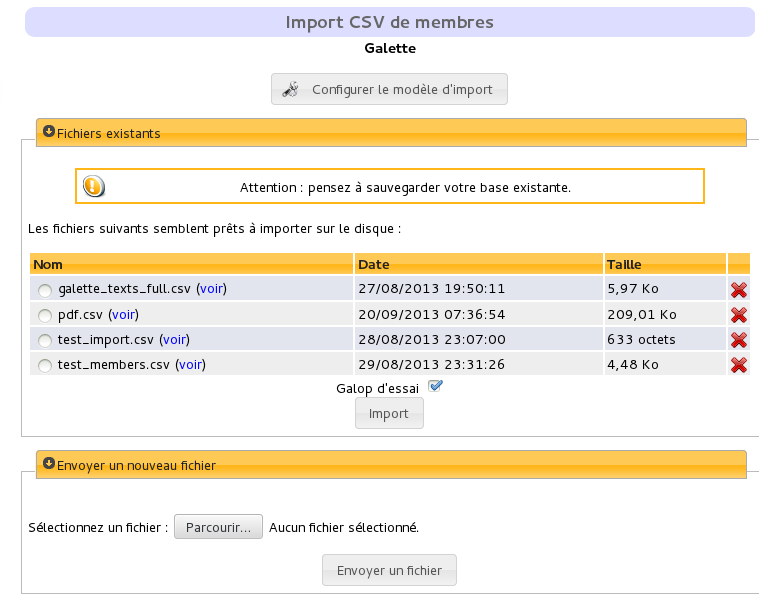 Import CSV de membres
Galette
Configurer le modèle d'import
Fichiers existants
Attention : pensez à sauvegarder votre base existante.
Les fichiers suivants semblent prêts à importer sur le disque :
Nom Date Taille
galette_texts_full.csv (voir) 27/08/2013 19:50:11 5,97 Ko
pdf.csv (voir) 20/09/2013 07:36:54 209,01 Ko
test_import.csv (voir) 28/08/2013 23:07:00 633 octets
test_members.csv (voir) 29/08/2013 23:31:26 4,48 Ko
Galop d'essai
Import
Envoyer un nouveau fichier
Sélectionnez un fichier : Parcourir... Aucun fichier sélectionné.
Envoyer un fichier